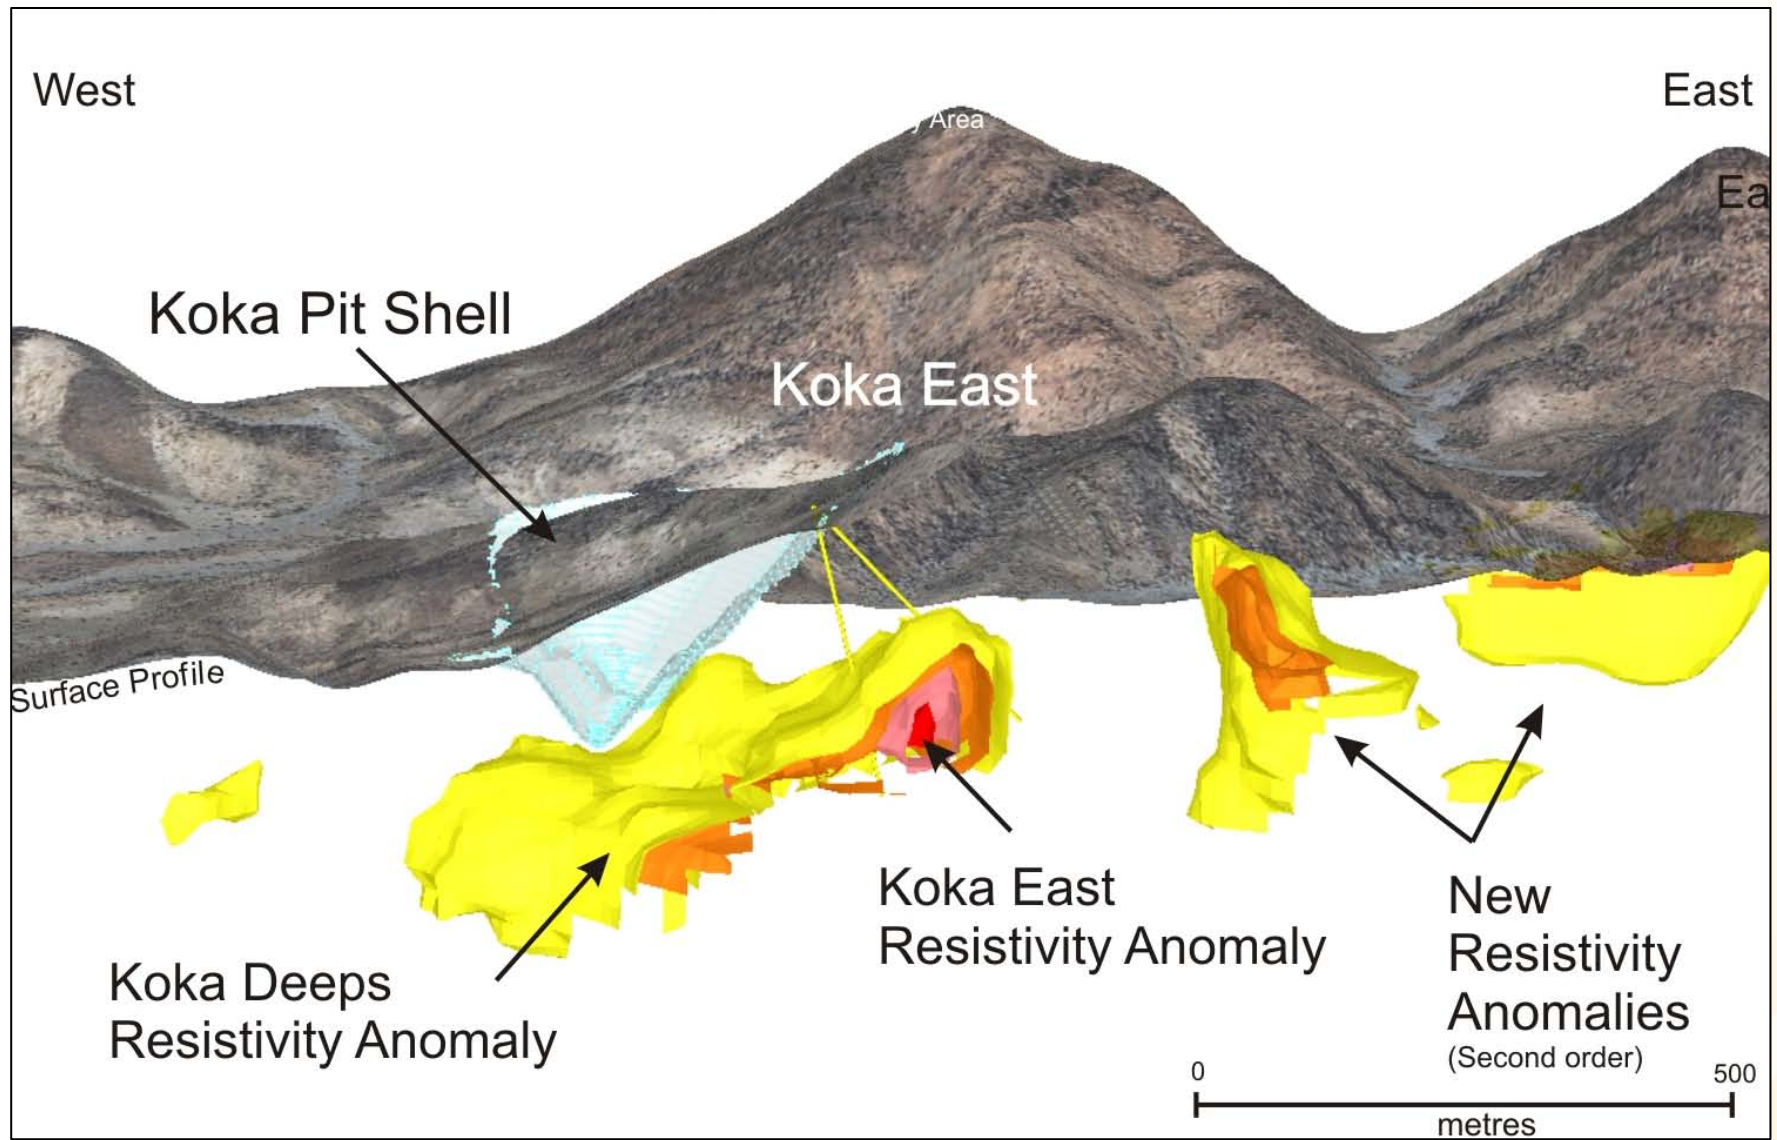 West
East
Area
Ea
Koka Pit Shell
Koka East
Surface Profile
Koka East
Resistivity Anomaly
New
Resistivity
Anomalies
(Second order)
Koka Deeps
Resistivity Anomaly
0
500
metres